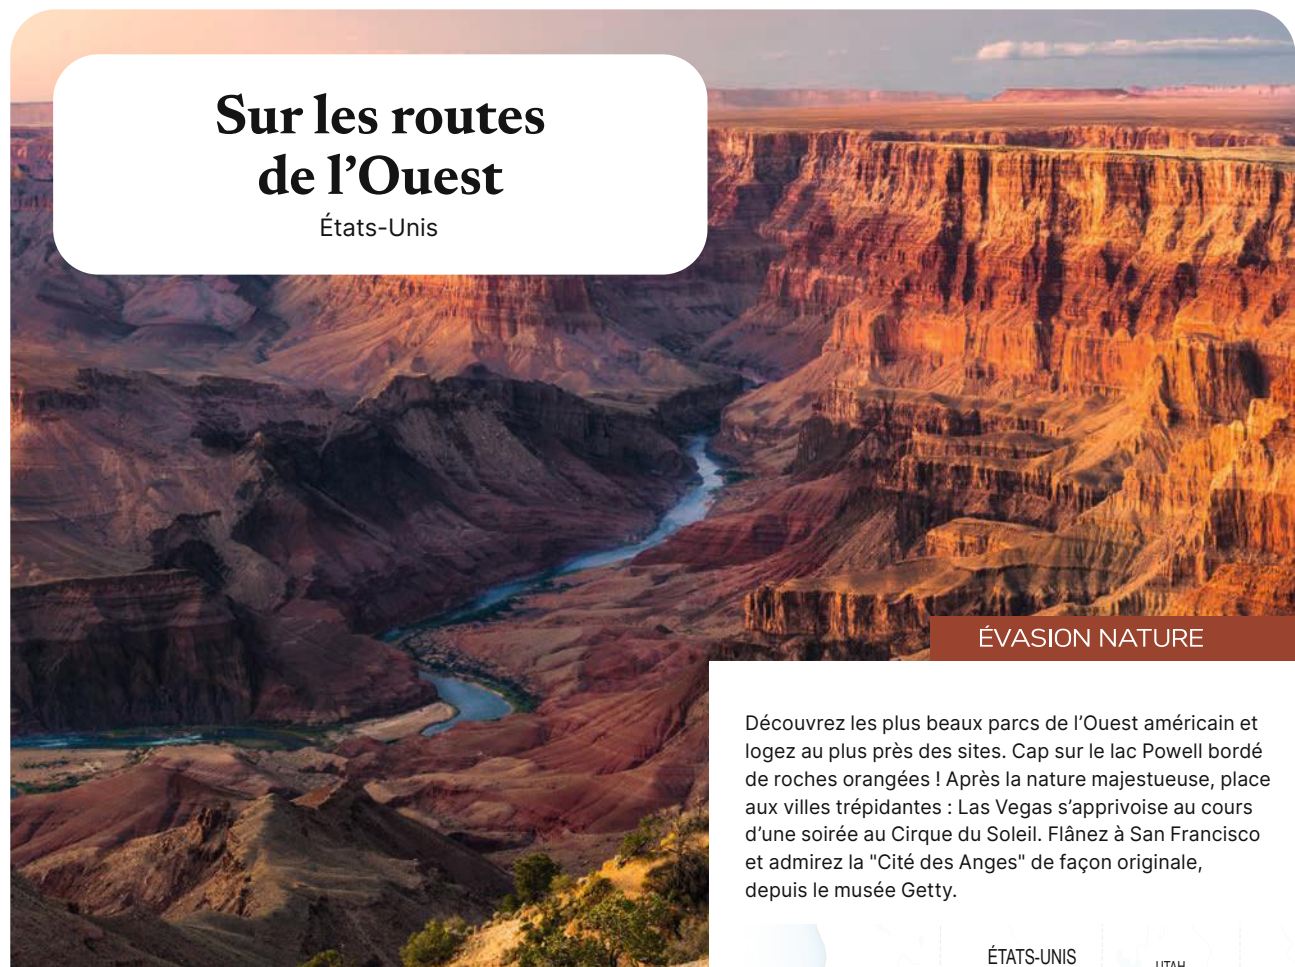 Sur les routes
de l’Ouest
États-Unis
ÉVASION NATURE
Découvrez les plus beaux parcs de l’Ouest américain et
logez au plus près des sites. Cap sur le lac Powell bordé
de roches orangées ! Après la nature majestueuse, place
aux villes trépidantes : Las Vegas s’apprivoise au cours
d’une soirée au Cirque du Soleil. Flânez à San Francisco
et admirez la "Cité des Anges" de façon originale,
depuis le musée Getty.
ÉTATS-UNIS
UTAH